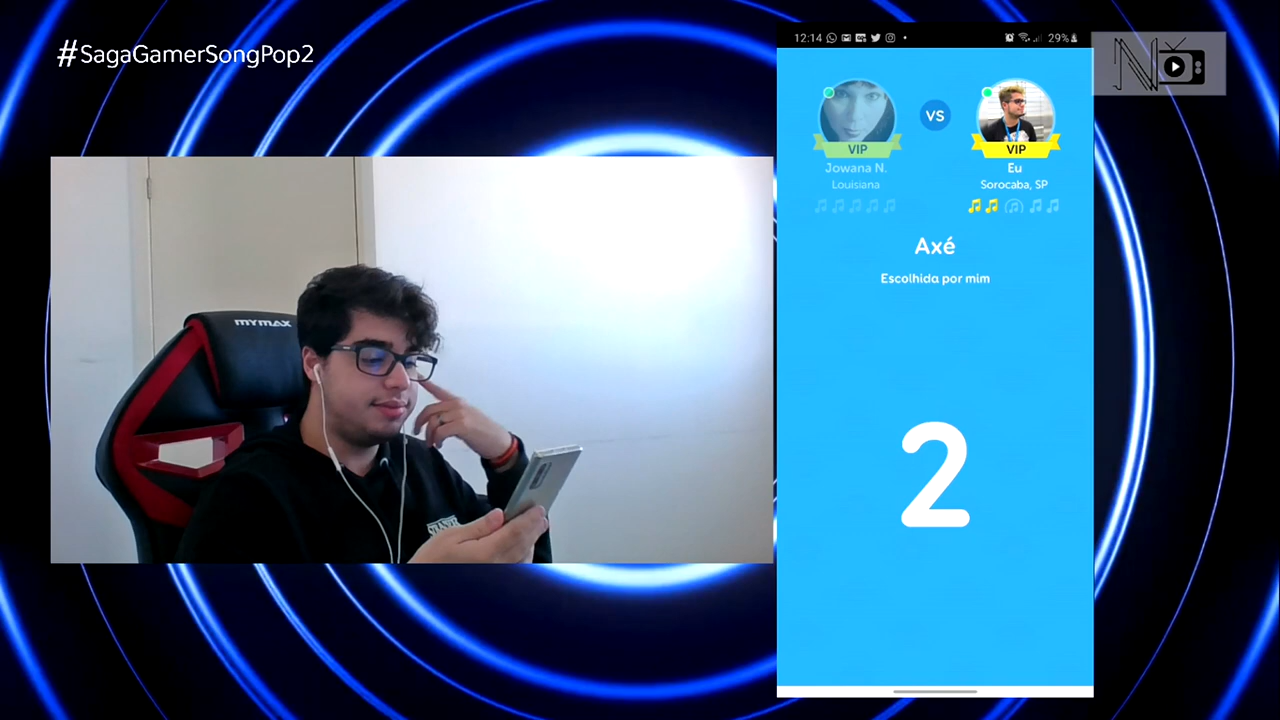 #SagaGamerSongPop2
12:14
29%
VS
VIP
VIP
Jowana N.
Eu
Louisiana
Sorocaba, SP
Axé
Escolhida por mim
2
MYMAX
N